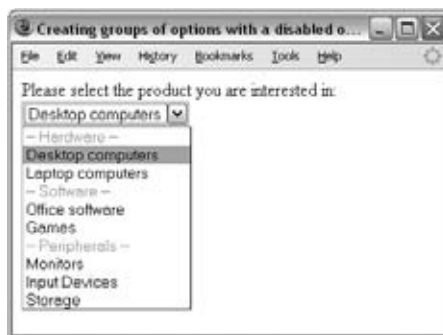 Creating groups of options with a disabled o...
File Edit View History Bookmarks Tools Help
Please select the product you are interested in:
Desktop computers
-- Hardware --
Desktop computers
Laptop computers
-- Software --
Office software
Games
-- Peripherals --
Monitors
Input Devices
Storage